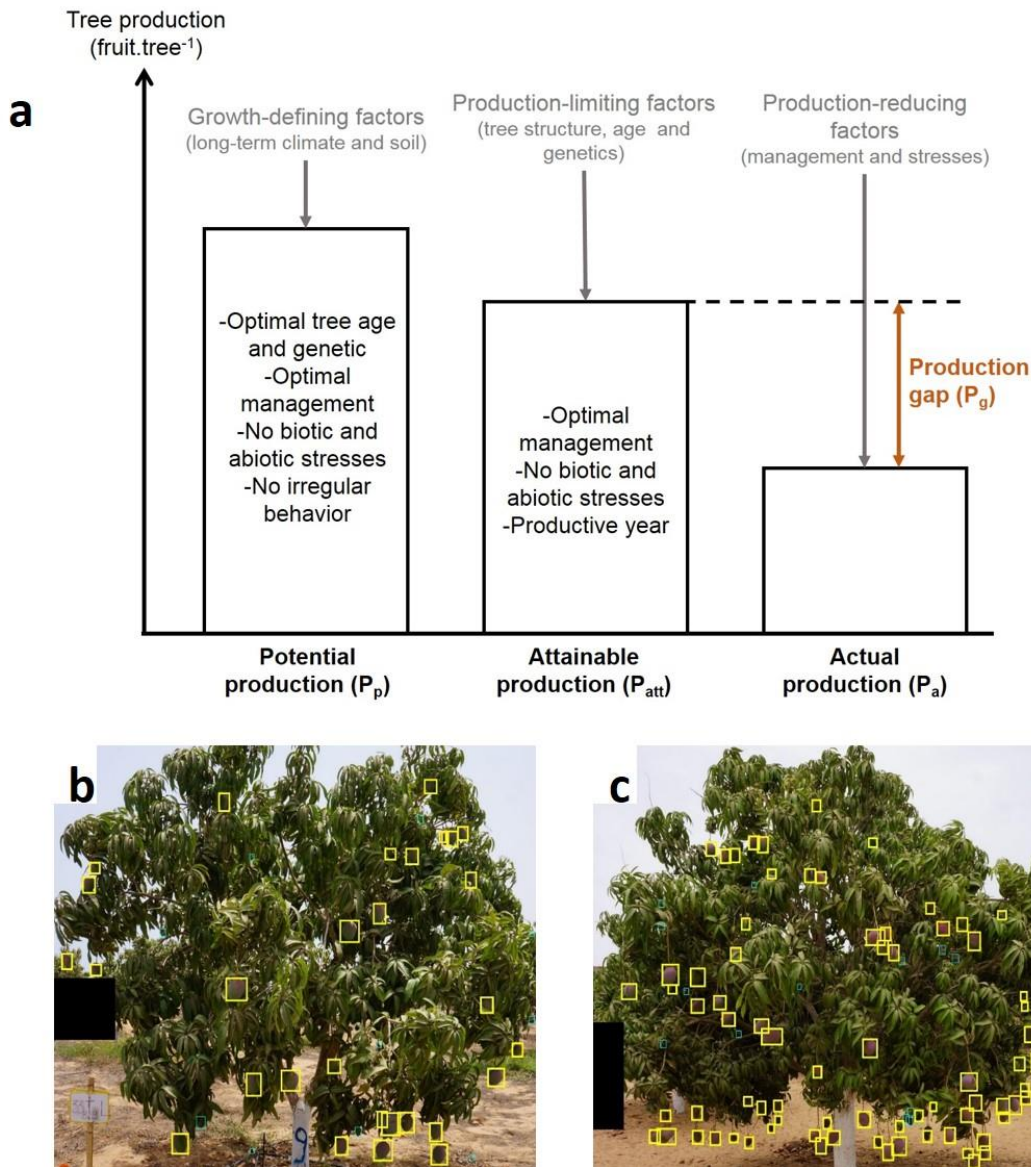 Tree production
(fruit.tree⁻¹)
a
Growth-defining factors
(long-term climate and soil)
Production-limiting factors
(tree structure, age and
genetics)
Production-reducing
factors
(management and stresses)
-Optimal tree age
and genetic
-Optimal
management
-No biotic and
abiotic stresses
-No irregular
behavior
-Optimal
management
-No biotic and
abiotic stresses
-Productive year
Production
gap (Pg)
Potential
production (Pp)
Attainable
production (Patt)
Actual
production (Pa)
b
c